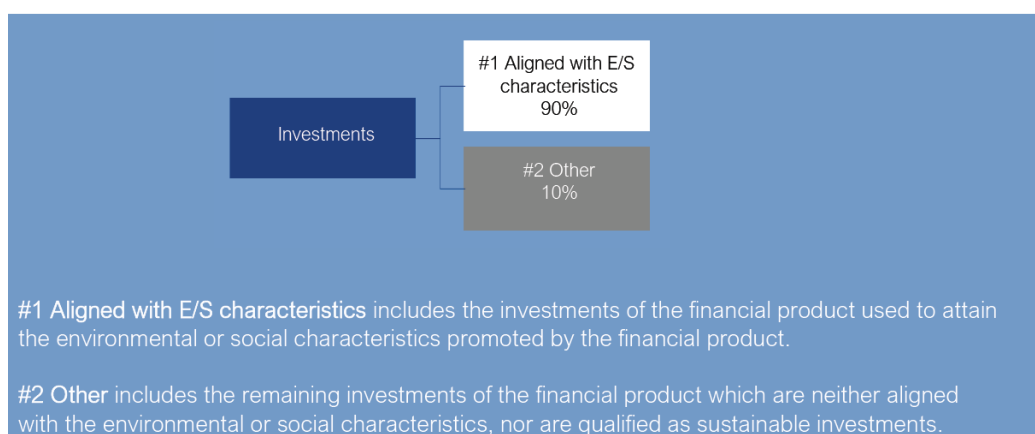 #1 Aligned with E/S
characteristics
90%
Investments
#2 Other
10%
#1 Aligned with E/S characteristics includes the investments of the financial product used to attain
the environmental or social characteristics promoted by the financial product.
#2 Other includes the remaining investments of the financial product which are neither aligned
with the environmental or social characteristics, nor are qualified as sustainable investments.